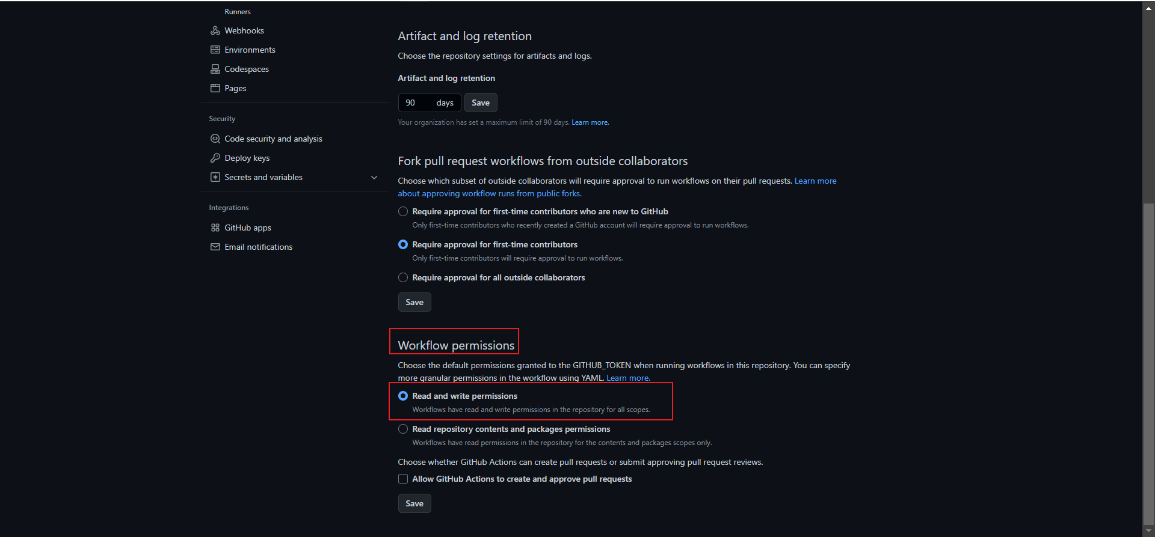 Runners
Webhooks
Environments
Codespaces
Pages
Security
Code security and analysis
Deploy keys
Secrets and variables
Integrations
GitHub apps
Email notifications
Artifact and log retention
Choose the repository settings for artifacts and logs.
Artifact and log retention
90 days Save
Your organization has set a maximum limit of 90 days. Learn more.
Fork pull request workflows from outside collaborators
Choose which subset of outside collaborators will require approval to run workflows on their pull requests. Learn more
about approving workflow runs from public forks.
Require approval for first-time contributors who are new to GitHub
Only first-time contributors who recently created a GitHub account will require approval to run workflows.
Require approval for first-time contributors
Only first-time contributors will require approval to run workflows.
Require approval for all outside collaborators
Save
Workflow permissions
Choose the default permissions granted to the GITHUB_TOKEN when running workflows in this repository. You can specify
more granular permissions in the workflow using YAML. Learn more.
Read and write permissions
Workflows have read and write permissions in the repository for all scopes.
Read repository contents and packages permissions
Workflows have read permissions in the repository for the contents and packages scopes only.
Choose whether GitHub Actions can create pull requests or submit approving pull request reviews.
Allow GitHub Actions to create and approve pull requests
Save